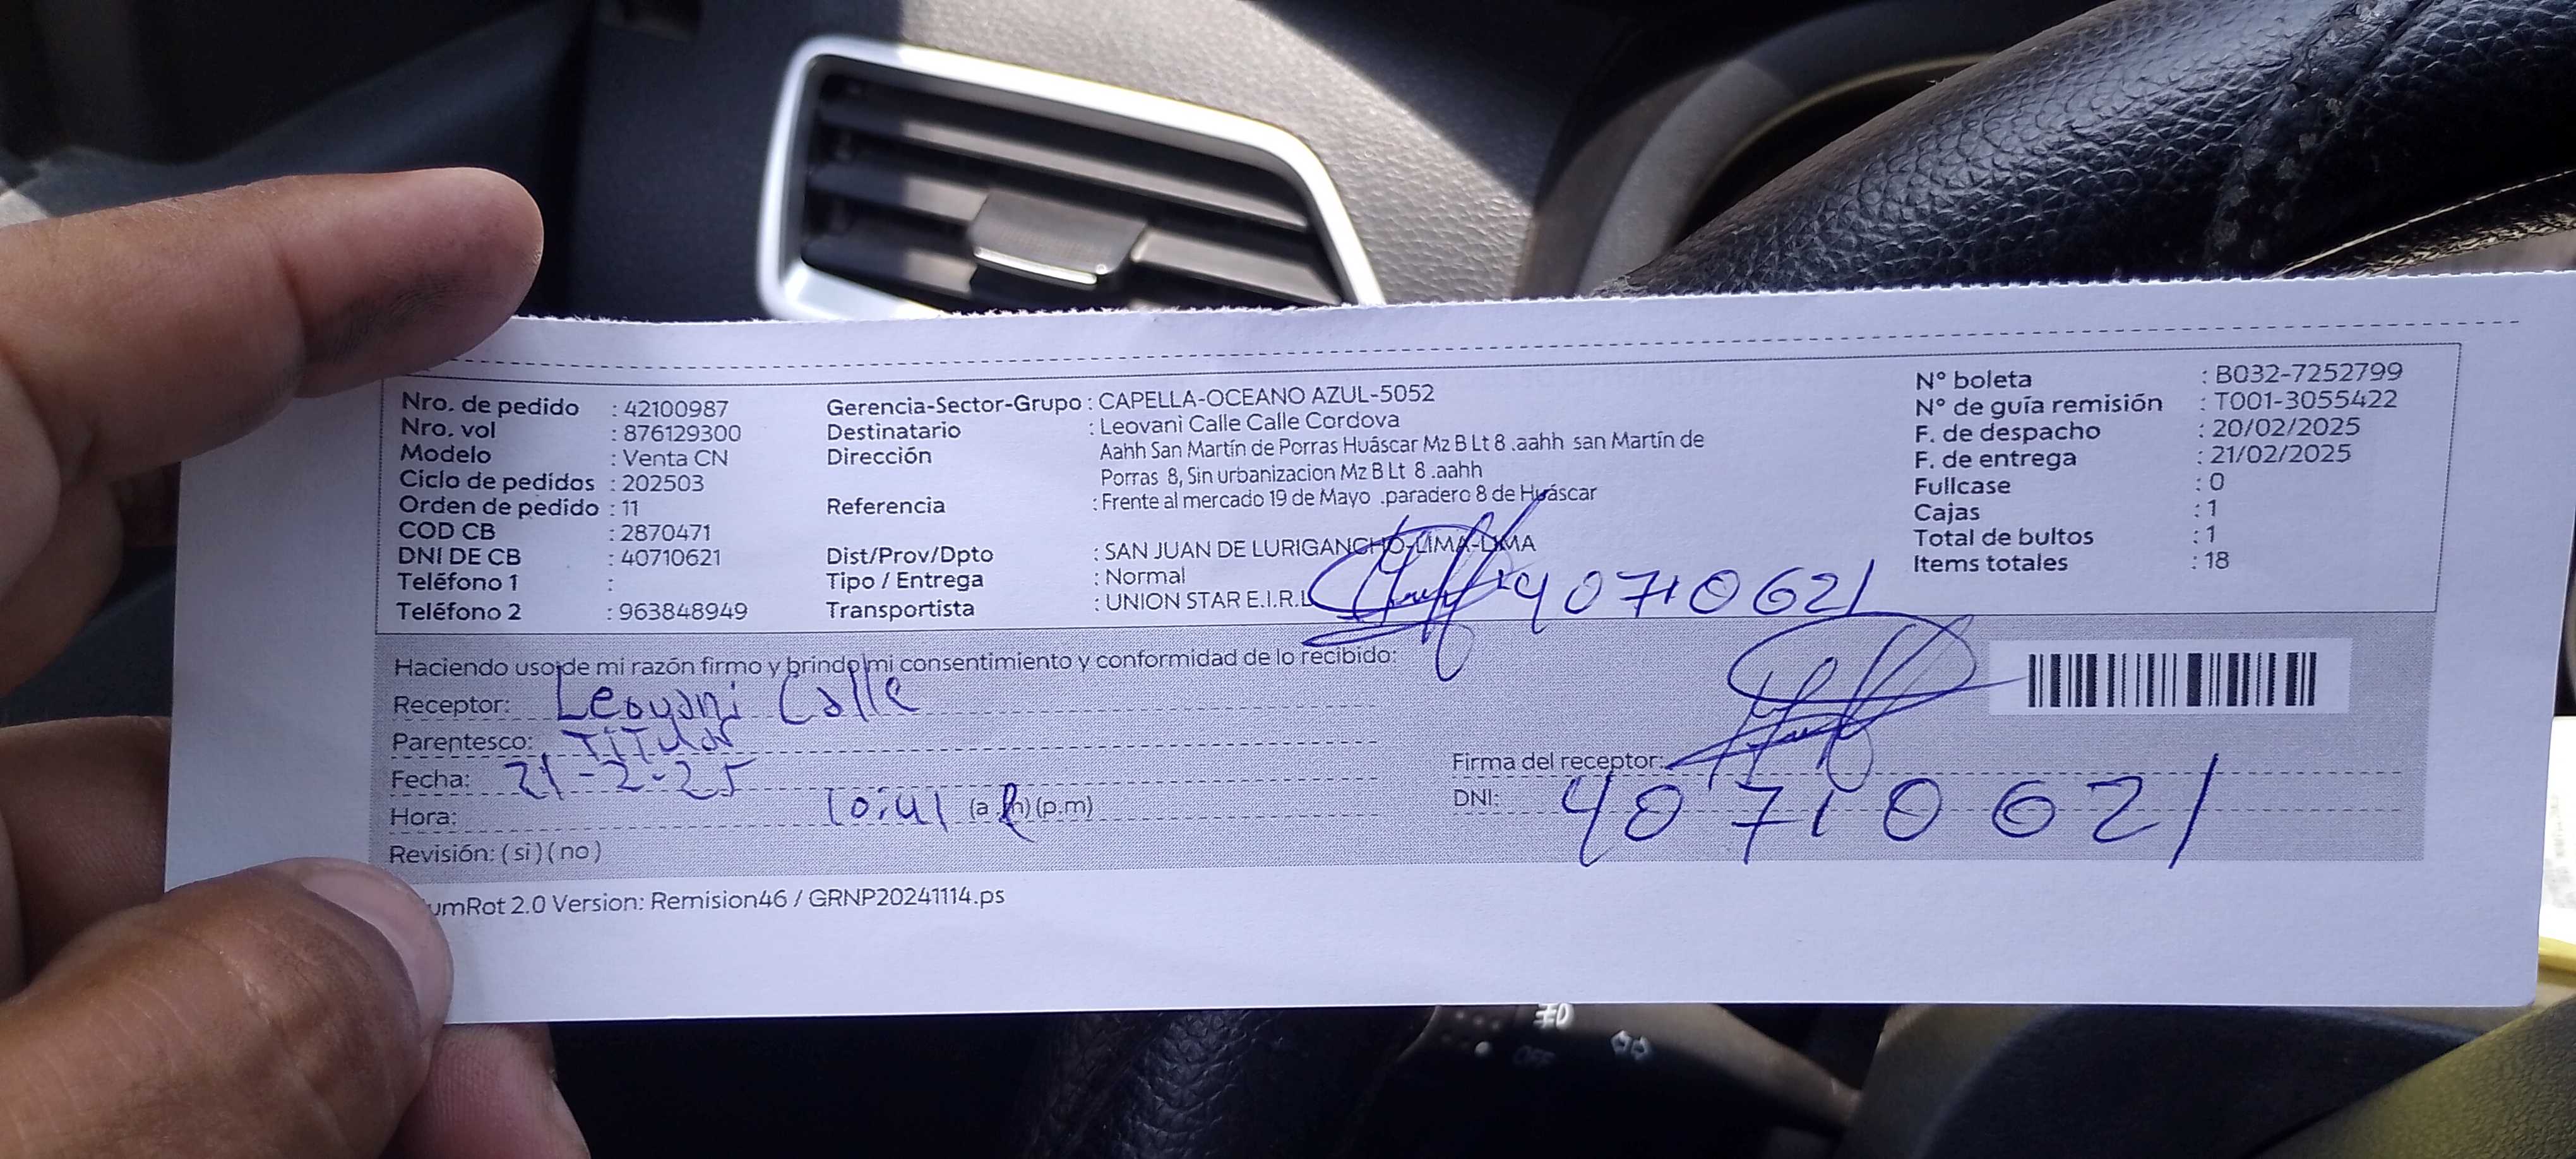 Nro. de pedido : 42100987
Nro. vol : 876129300
Modelo : Venta CN
Ciclo de pedidos : 202503
Orden de pedido : 11
COD CB : 2870471
DNI DE CB : 40710621
Teléfono 1 :
Teléfono 2 : 963848949
Gerencia-Sector-Grupo : CAPELLA-OCEANO AZUL-5052
Destinatario : Leovani Calle Calle Cordova
Dirección : Aahh San Martín de Porras Huáscar Mz B Lt 8 .aahh san Martín de
Porras 8, Sin urbanizacion Mz B Lt 8 .aahh
Referencia : Frente al mercado 19 de Mayo .paradero 8 de Huáscar
Dist/Prov/Dpto : SAN JUAN DE LURIGANCHO-LIMA-LIMA
Tipo / Entrega : Normal
Transportista : UNION STAR E.I.R.L
40710621
N° boleta : B032-7252799
N° de guía remisión : T001-3055422
F. de despacho : 20/02/2025
F. de entrega : 21/02/2025
Fullcase : 0
Cajas : 1
Total de bultos : 1
Items totales : 18
Haciendo uso de mi razón firmo y brindo mi consentimiento y conformidad de lo recibido:
Receptor: Leovani Calle
Parentesco: Titular
Fecha: 21-2-25
Hora: 10:41 (a.m) (p.m)
Revisión: (si) (no)
Firma del receptor:
DNI: 40710621
umRot 2.0 Version: Remision46 / GRNP20241114.ps
OFF